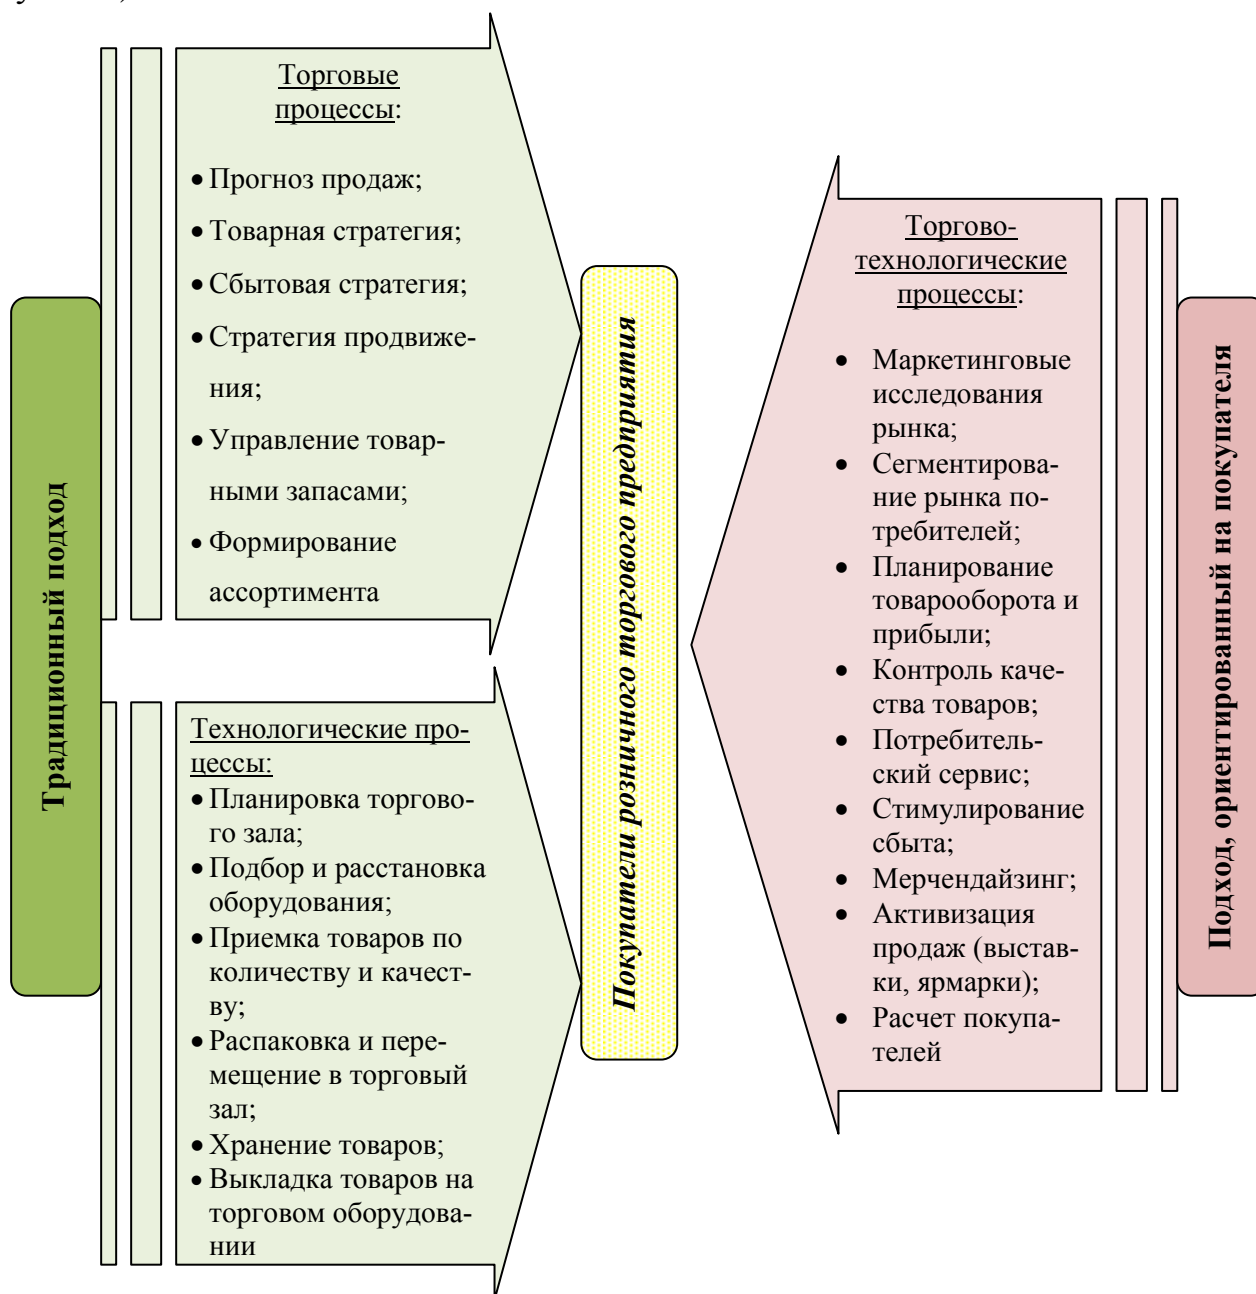 Традиционный подход
Торговые
процессы:
• Прогноз продаж;
• Товарная стратегия;
• Сбытовая стратегия;
• Стратегия продвиже-
ния;
• Управление товар-
ными запасами;
• Формирование
ассортимента
Технологические про-
цессы:
• Планировка торгово-
го зала;
• Подбор и расстановка
оборудования;
• Приемка товаров по
количеству и качест-
ву;
• Распаковка и пере-
мещение в торговый
зал;
• Хранение товаров;
• Выкладка товаров на
торговом оборудова-
нии
Покупатели розничного торгового предприятия
Торгово-
технологические
процессы:
• Маркетинговые
исследования
рынка;
• Сегментирова-
ние рынка по-
требителей;
• Планирование
товарооборота и
прибыли;
• Контроль каче-
ства товаров;
• Потребитель-
ский сервис;
• Стимулирование
сбыта;
• Мерчендайзинг;
• Активизация
продаж (выстав-
ки, ярмарки);
• Расчет покупа-
телей
Подход, ориентированный на покупателя